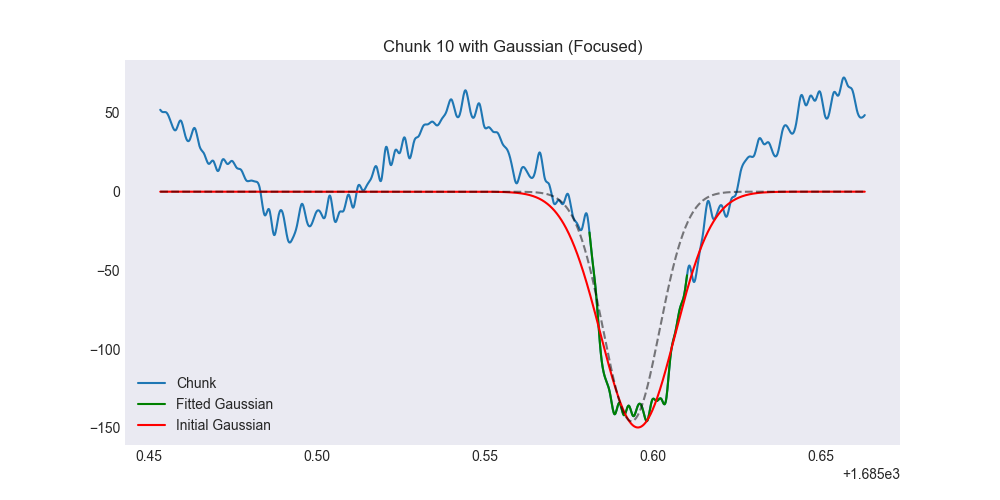 Chunk 10 with Gaussian (Focused)
50
0
−50
−100
−150
Chunk
Fitted Gaussian
Initial Gaussian
0.45 0.50 0.55 0.60 0.65
+1.685e3